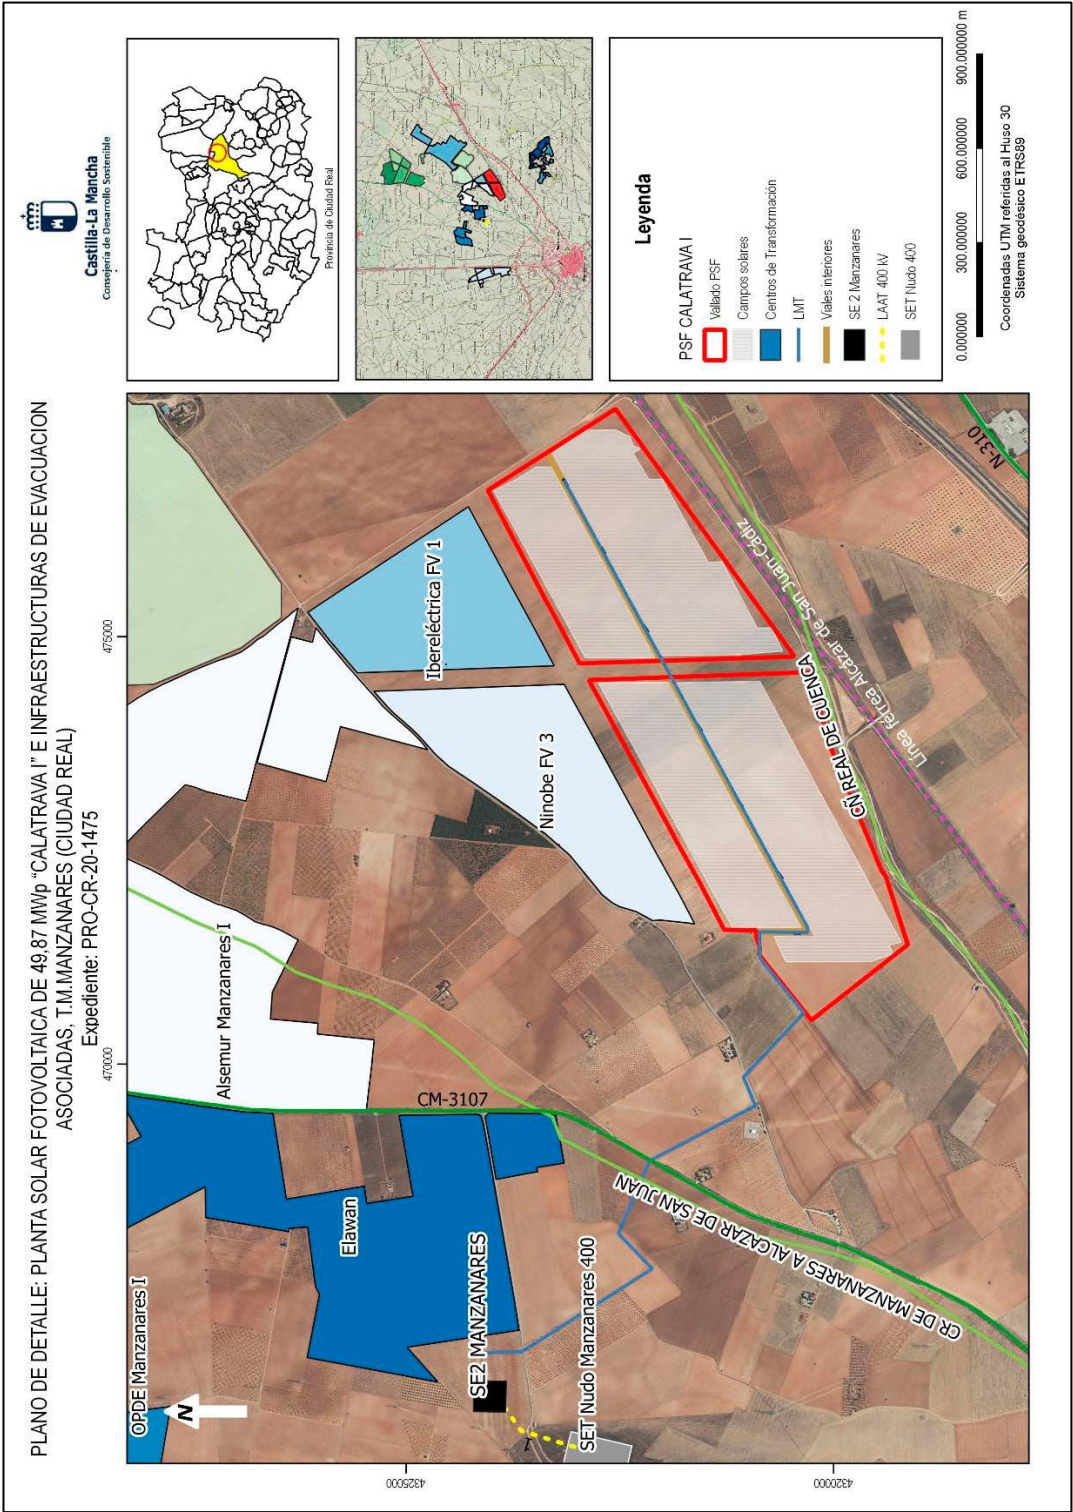 PLANO DE DETALLE: PLANTA SOLAR FOTOVOLTAICA DE 49,87 MWp "CALATRAVA I" E INFRAESTRUCTURAS DE EVACUACION
ASOCIADAS, T.M.MANZANARES (CIUDAD REAL)
Expediente: PRO-CR-20-1475
Castilla-La Mancha
Consejería de Desarrollo Sostenible
470000
475000
4325000
4320000
OPDE Manzanares I
N
Elawan
Alsemur Manzanares I
CM-3107
Ibereléctrica FV 1
Ninobe FV 3
SE2 MANZANARES
SET Nudo Manzanares 400
1
CR DE MANZANARES A ALCAZAR DE SAN JUAN
CÑ REAL DE CUENCA
Línea férrea Alcázar de San Juan-Cádiz
N-310
Provincia de Ciudad Real
Leyenda
PSF CALATRAVA I
Vallado PSF
Campos solares
Centros de Transformación
LMT
Viales interiores
SE 2 Manzanares
LAAT 400 kV
SET Nudo 400
0.000000 300.000000 600.000000 900.000000 m
Coordenadas UTM referidas al Huso 30
Sistema geodésico ETRS89